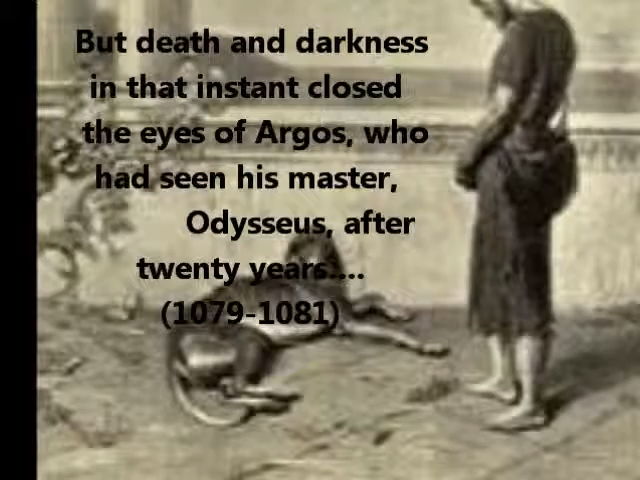 But death and darkness
in that instant closed
the eyes of Argos, who
had seen his master,
Odysseus, after
twenty years....
(1079-1081)